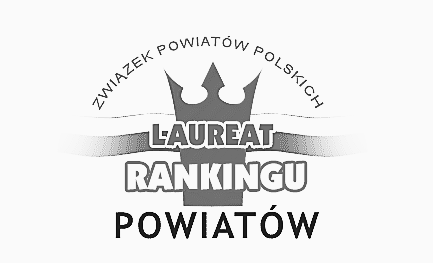 ZWIĄZEK POWIATÓW POLSKICH
LAUREAT
RANKINGU
POWIATÓW